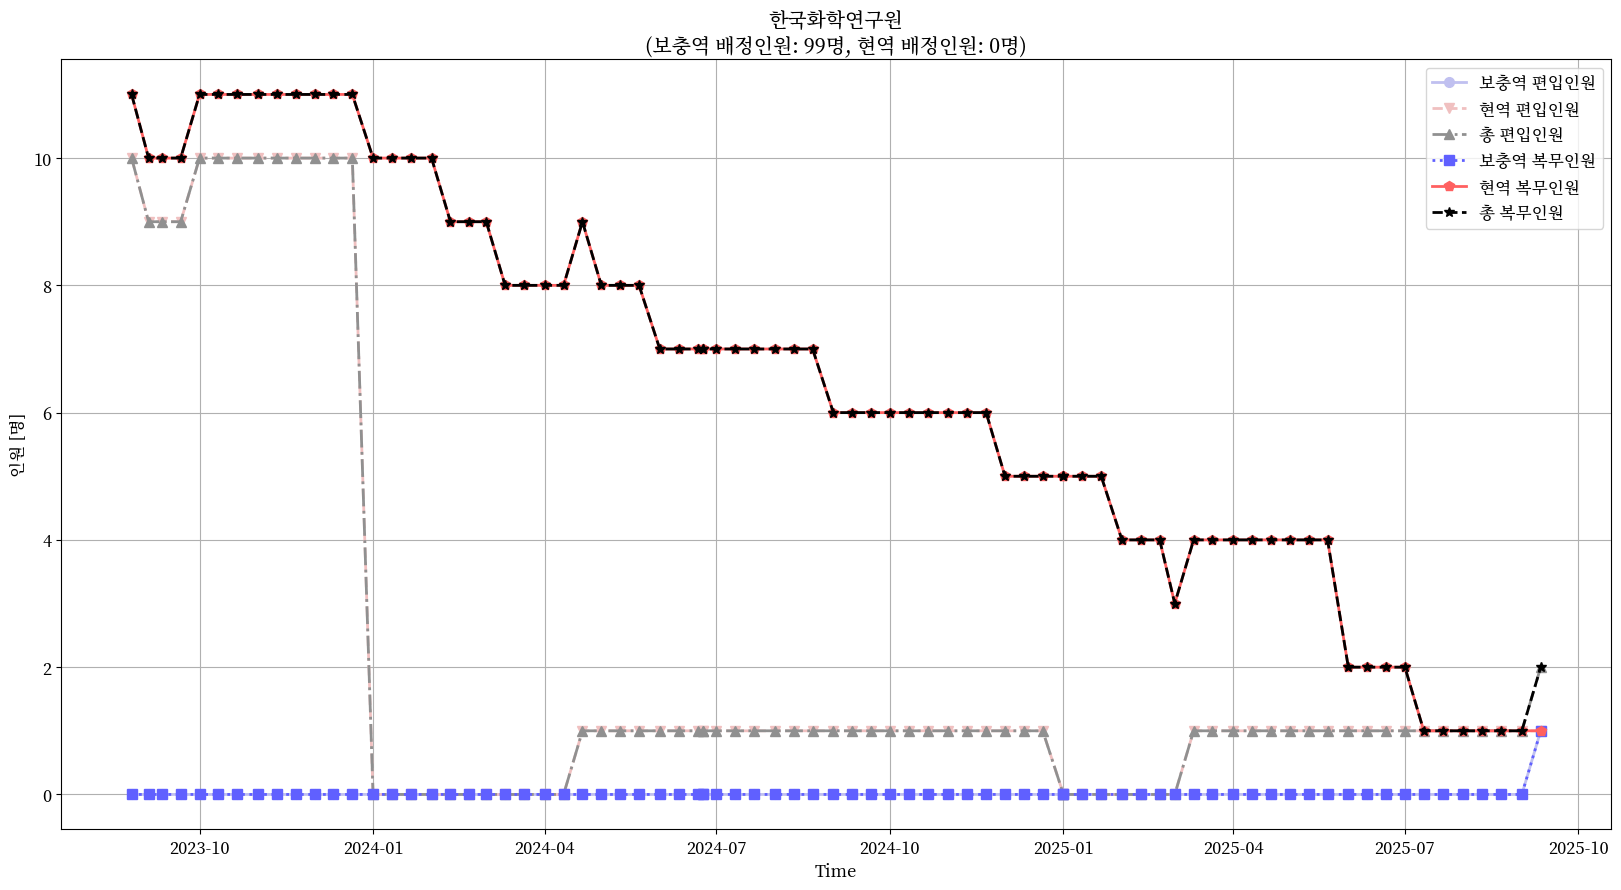 한국화학연구원
(보충역 배정인원: 99명, 현역 배정인원: 0명)
보충역 편입인원
현역 편입인원
총 편입인원
보충역 복무인원
현역 복무인원
총 복무인원
인원 [명]
10
8
6
4
2
0
2023-10
2024-01
2024-04
2024-07
2024-10
2025-01
2025-04
2025-07
2025-10
Time